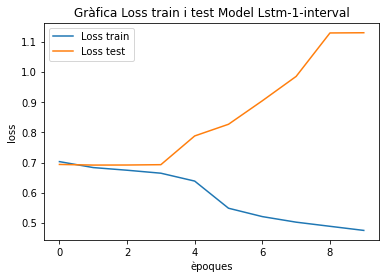 Gràfica Loss train i test Model Lstm-1-interval
Loss train
Loss test
1.1
1.0
0.9
0.8
0.7
0.6
0.5
loss
0 2 4 6 8
èpoques